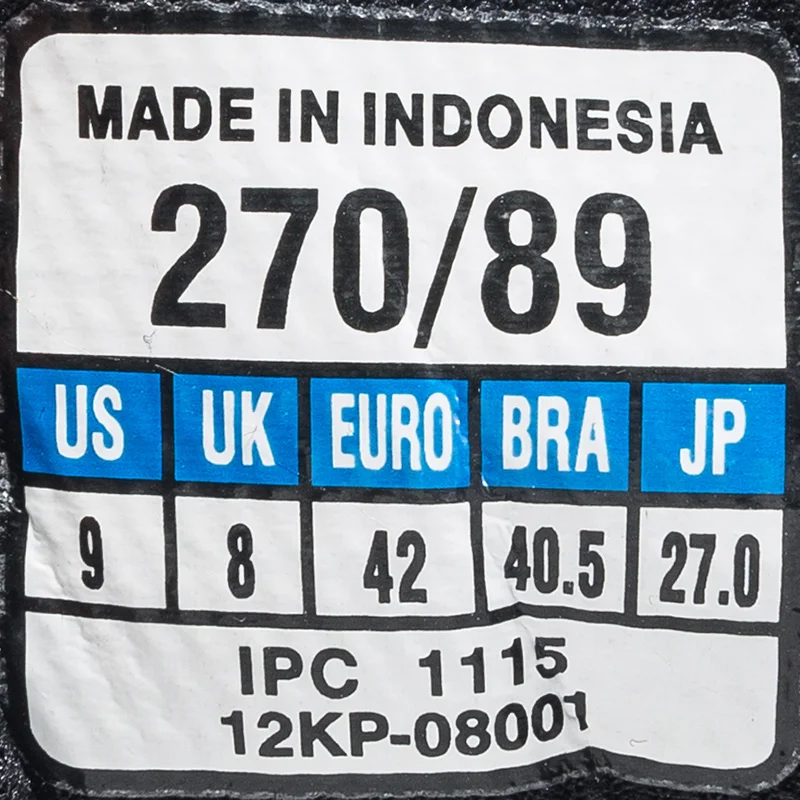 MADE IN INDONESIA
270/89
US UK EURO BRA JP
9 8 42 40.5 27.0
IPC 1115
12KP-08001